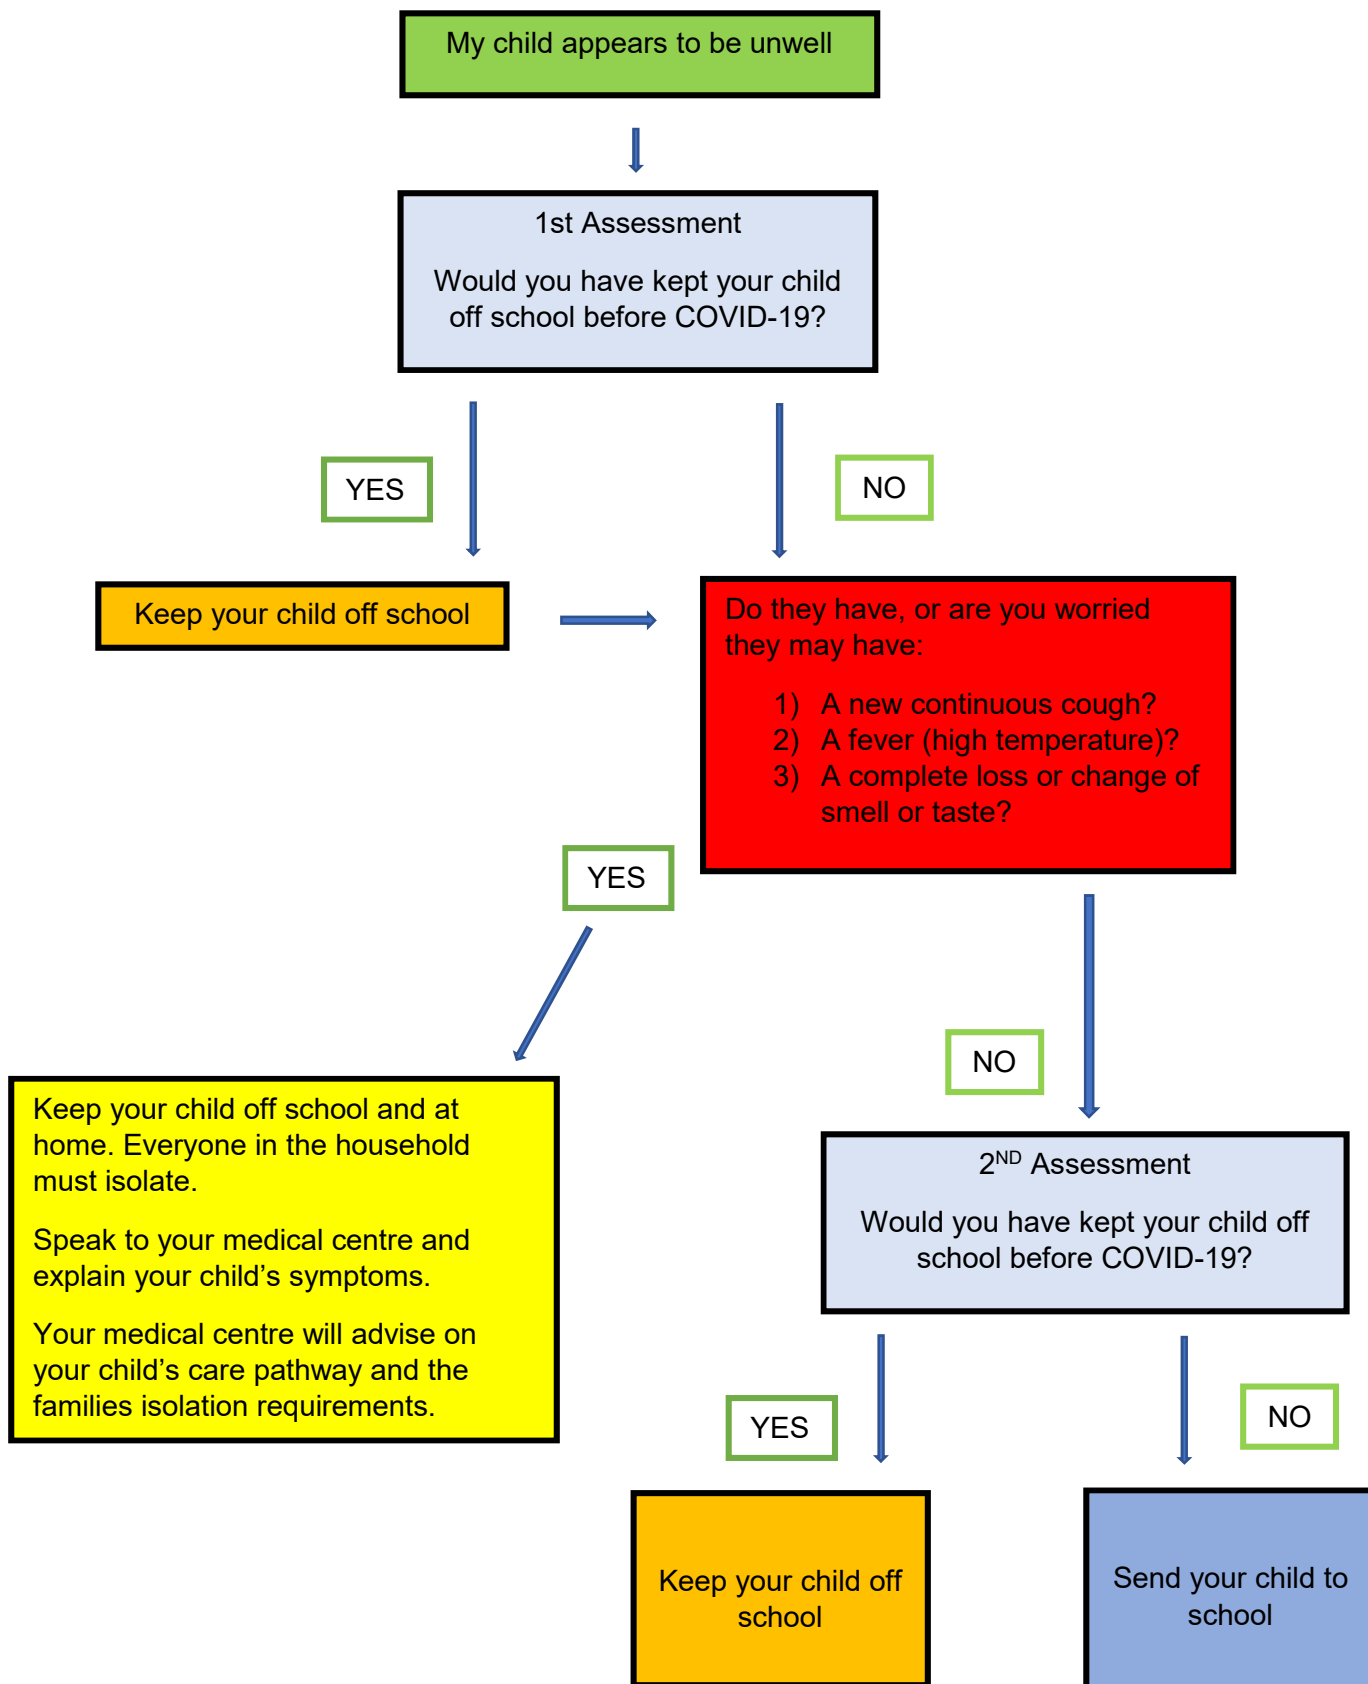 My child appears to be unwell
1st Assessment
Would you have kept your child
off school before COVID-19?
YES
NO
Keep your child off school
Do they have, or are you worried
they may have:
1) A new continuous cough?
2) A fever (high temperature)?
3) A complete loss or change of
smell or taste?
YES
NO
Keep your child off school and at
home. Everyone in the household
must isolate.
Speak to your medical centre and
explain your child’s symptoms.
Your medical centre will advise on
your child’s care pathway and the
families isolation requirements.
2ND Assessment
Would you have kept your child off
school before COVID-19?
YES
NO
Keep your child off
school
Send your child to
school